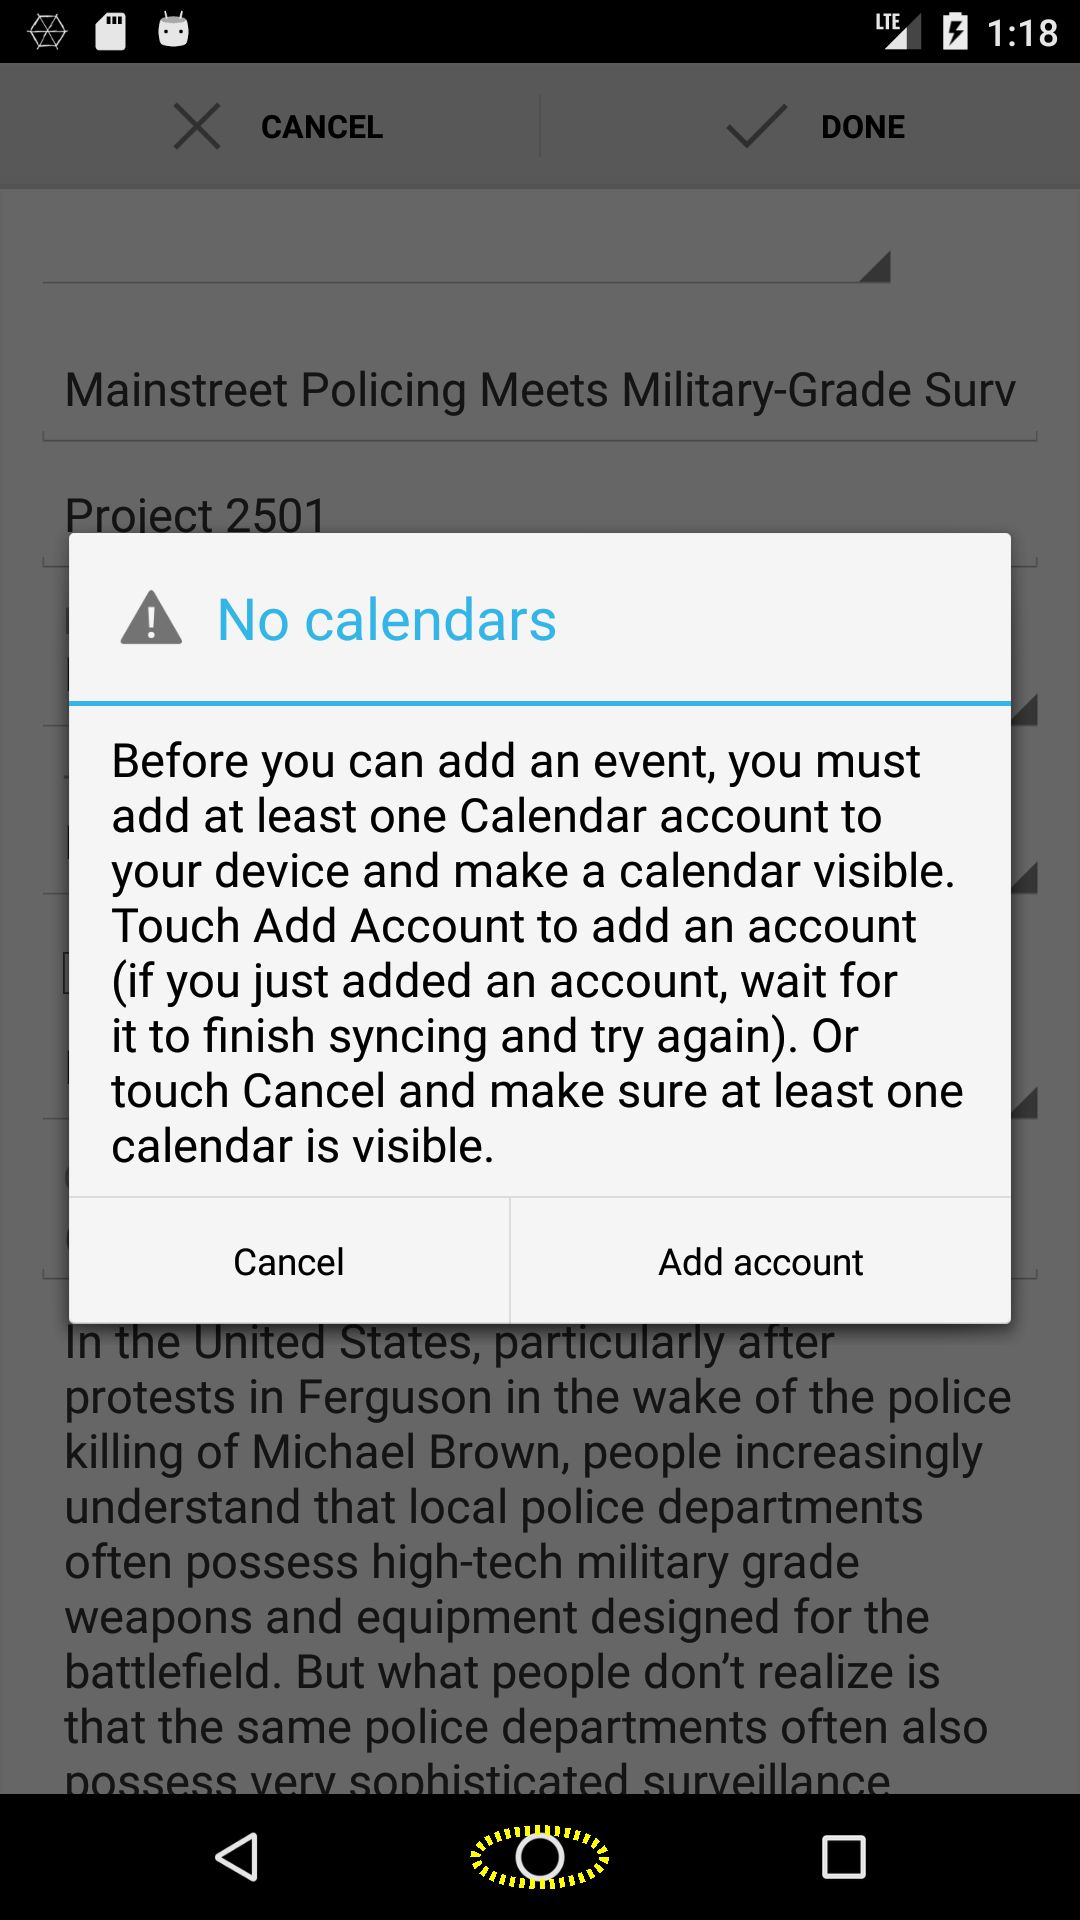 LTE 1:18
CANCEL DONE
Mainstreet Policing Meets Military-Grade Surv
Project 2501
No calendars
Before you can add an event, you must
add at least one Calendar account to
your device and make a calendar visible.
Touch Add Account to add an account
(if you just added an account, wait for
it to finish syncing and try again). Or
touch Cancel and make sure at least one
calendar is visible.
Cancel Add account
In the United States, particularly after
protests in Ferguson in the wake of the police
killing of Michael Brown, people increasingly
understand that local police departments
often possess high-tech military grade
weapons and equipment designed for the
battlefield. But what people don’t realize is
that the same police departments often also
possess very sophisticated surveillance